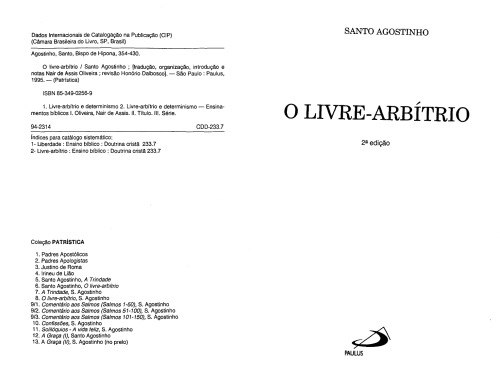 Dados Internacionais de Catalogação na Publicação (CIP)
(Câmara Brasileira do Livro, SP, Brasil)
Agostinho, Santo, Bispo de Hipona, 354-430.
O livre-arbítrio / Santo Agostinho ; [tradução, organização, introdução e
notas Nair de Assis Oliveira ; revisão Honório Dalbosco]. — São Paulo : Paulus,
1995. — (Patrística)
ISBN 85-349-0256-9
1. Livre-arbítrio e determinismo 2. Livre-arbítrio e determinismo — Ensina-
mentos bíblicos I. Oliveira, Nair de Assis. II. Título. III. Série.
94-2314 CDD-233.7
Índices para catálogo sistemático:
1- Liberdade : Ensino bíblico : Doutrina cristã 233.7
2- Livre-arbítrio : Ensino bíblico : Doutrina cristã 233.7
Coleção PATRÍSTICA
1. Padres Apostólicos
2. Padres Apologistas
3. Justino de Roma
4. Irineu de Lião
5. Santo Agostinho, A Trindade
6. Santo Agostinho, O livre-arbítrio
7. A Trindade, S. Agostinho
8. O livre-arbítrio, S. Agostinho
9/1. Comentário aos Salmos (Salmos 1-50), S. Agostinho
9/2. Comentário aos Salmos (Salmos 51-100), S. Agostinho
9/3. Comentário aos Salmos (Salmos 101-150), S. Agostinho
10. Confissões, S. Agostinho
11. Solilóquios - A vida feliz, S. Agostinho
12. A Graça (I), Santo Agostinho
13. A Graça (II), S. Agostinho (no prelo)
SANTO AGOSTINHO
O LIVRE-ARBÍTRIO
2ª edição
PAULUS